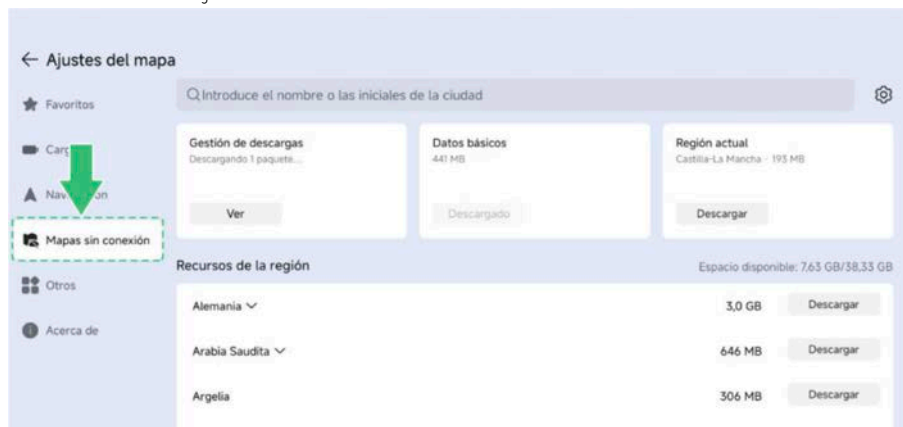 Ajustes del mapa
Introduce el nombre o las iniciales de la ciudad
Favoritos
Mapas sin conexión
Otros
Acerca de
Gestión de descargas
Descargando 1 paquete...
Ver
Datos básicos
441 MB
Descargado
Región actual
Castilla-La Mancha · 193 MB
Descargar
Recursos de la región
Espacio disponible: 7,63 GB/38,33 GB
Alemania 3,0 GB Descargar
Arabia Saudita 646 MB Descargar
Argelia 306 MB Descargar